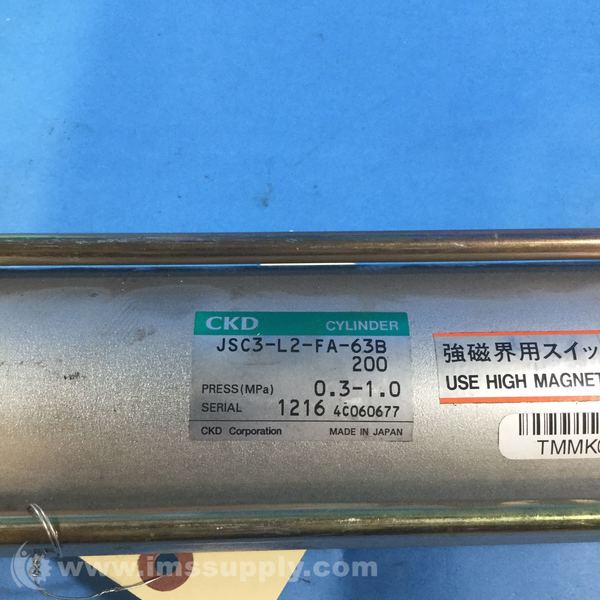 CKD CYLINDER
JSC3-L2-FA-63B
200
PRESS(MPa) 0.3-1.0
SERIAL 1216 4C060677
CKD Corporation MADE IN JAPAN
強磁界用スイッ
USE HIGH MAGNET
TMMK
www.imssupply.com